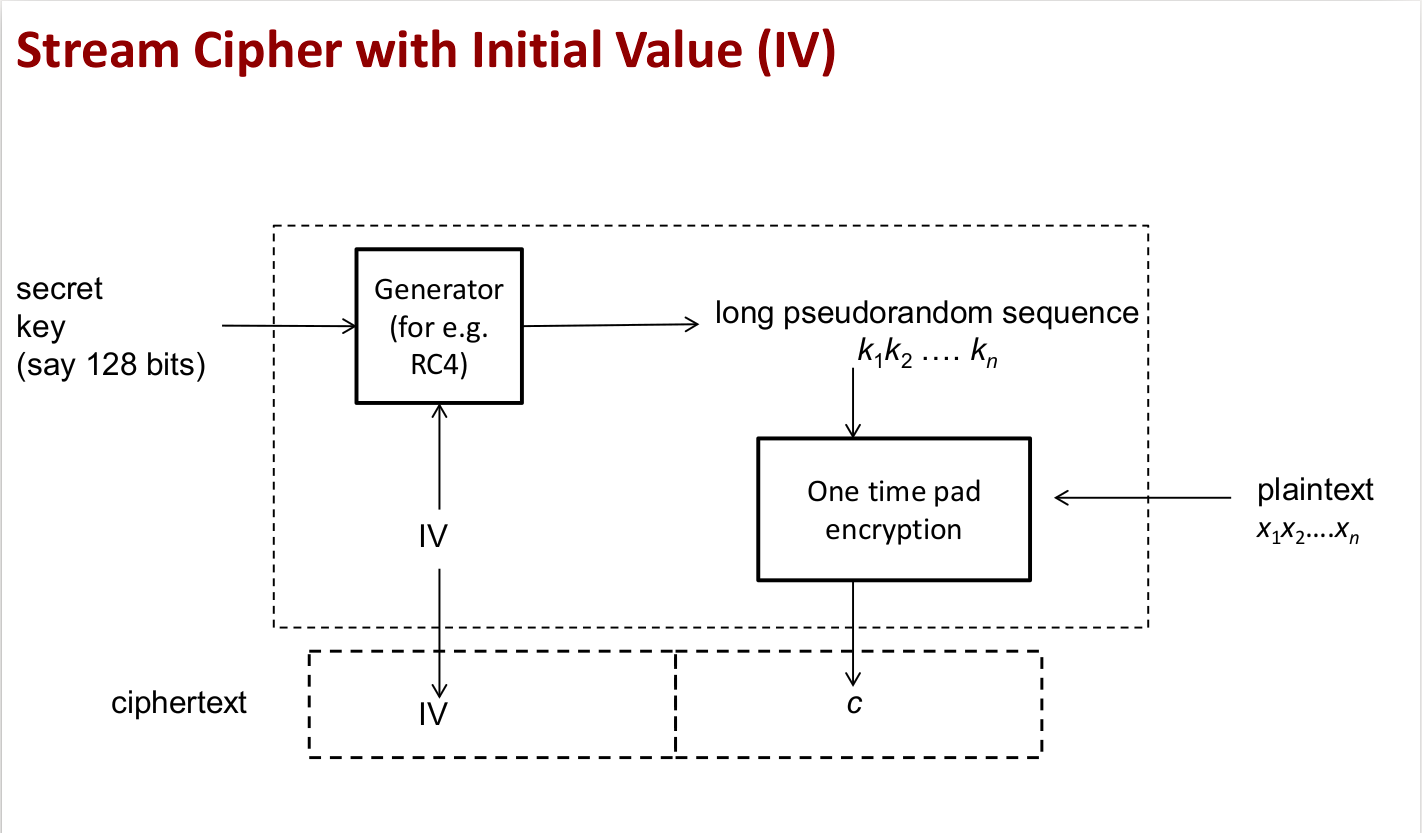 Stream Cipher with Initial Value (IV)
secret
key
(say 128 bits)
Generator
(for e.g.
RC4)
long pseudorandom sequence
k₁k₂ .... kₙ
One time pad
encryption
plaintext
x₁x₂....xₙ
IV
ciphertext
IV
c